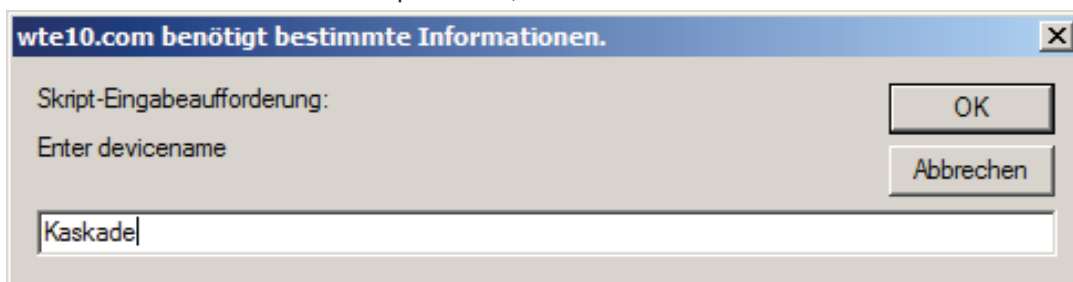 wte10.com benötigt bestimmte Informationen.
Skript-Eingabeaufforderung:
OK
Enter devicename
Abbrechen
Kaskade